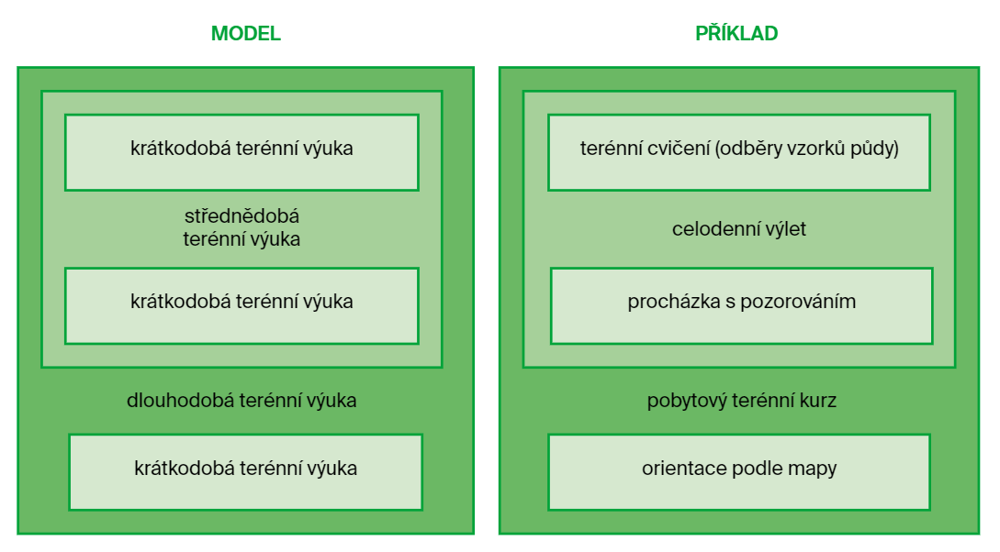 MODEL
krátkodobá terénní výuka
střednědobá
terénní výuka
krátkodobá terénní výuka
dlouhodobá terénní výuka
krátkodobá terénní výuka
PŘÍKLAD
terénní cvičení (odběry vzorků půdy)
celodenní výlet
procházka s pozorováním
pobytový terénní kurz
orientace podle mapy